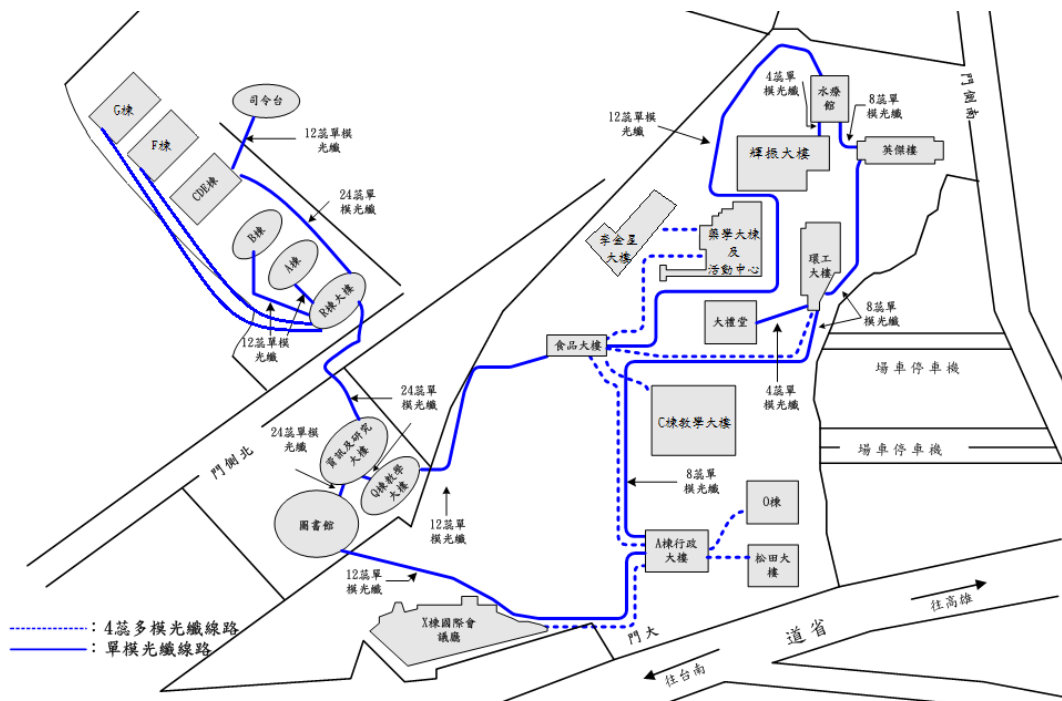 G棟
F棟
CDE棟
司令台
12蕊單模
光纖
24蕊單
模光纖
B棟
A棟
R棟大樓
12蕊單模
光纖
門側北
24蕊單模
光纖
24蕊單
模光纖
資訊及研究
大樓
Q棟教學
大樓
圖書館
12蕊單
模光纖
12蕊單
模光纖
X棟國際會
議廳
4蕊單
模光纖
水療
館
8蕊單
模光纖
12蕊單
模光纖
輝振大樓
英傑樓
門側南
李金星
大樓
藥學大棟
及
活動中心
環工
大樓
大禮堂
8蕊單
模光纖
食品大樓
4蕊單
模光纖
場車停車機
C棟教學大樓
場車停車機
8蕊單
模光纖
O棟
A棟行政
大樓
松田大
樓
往高雄
道省
門大
往台南
：4蕊多模光纖線路
：單模光纖線路